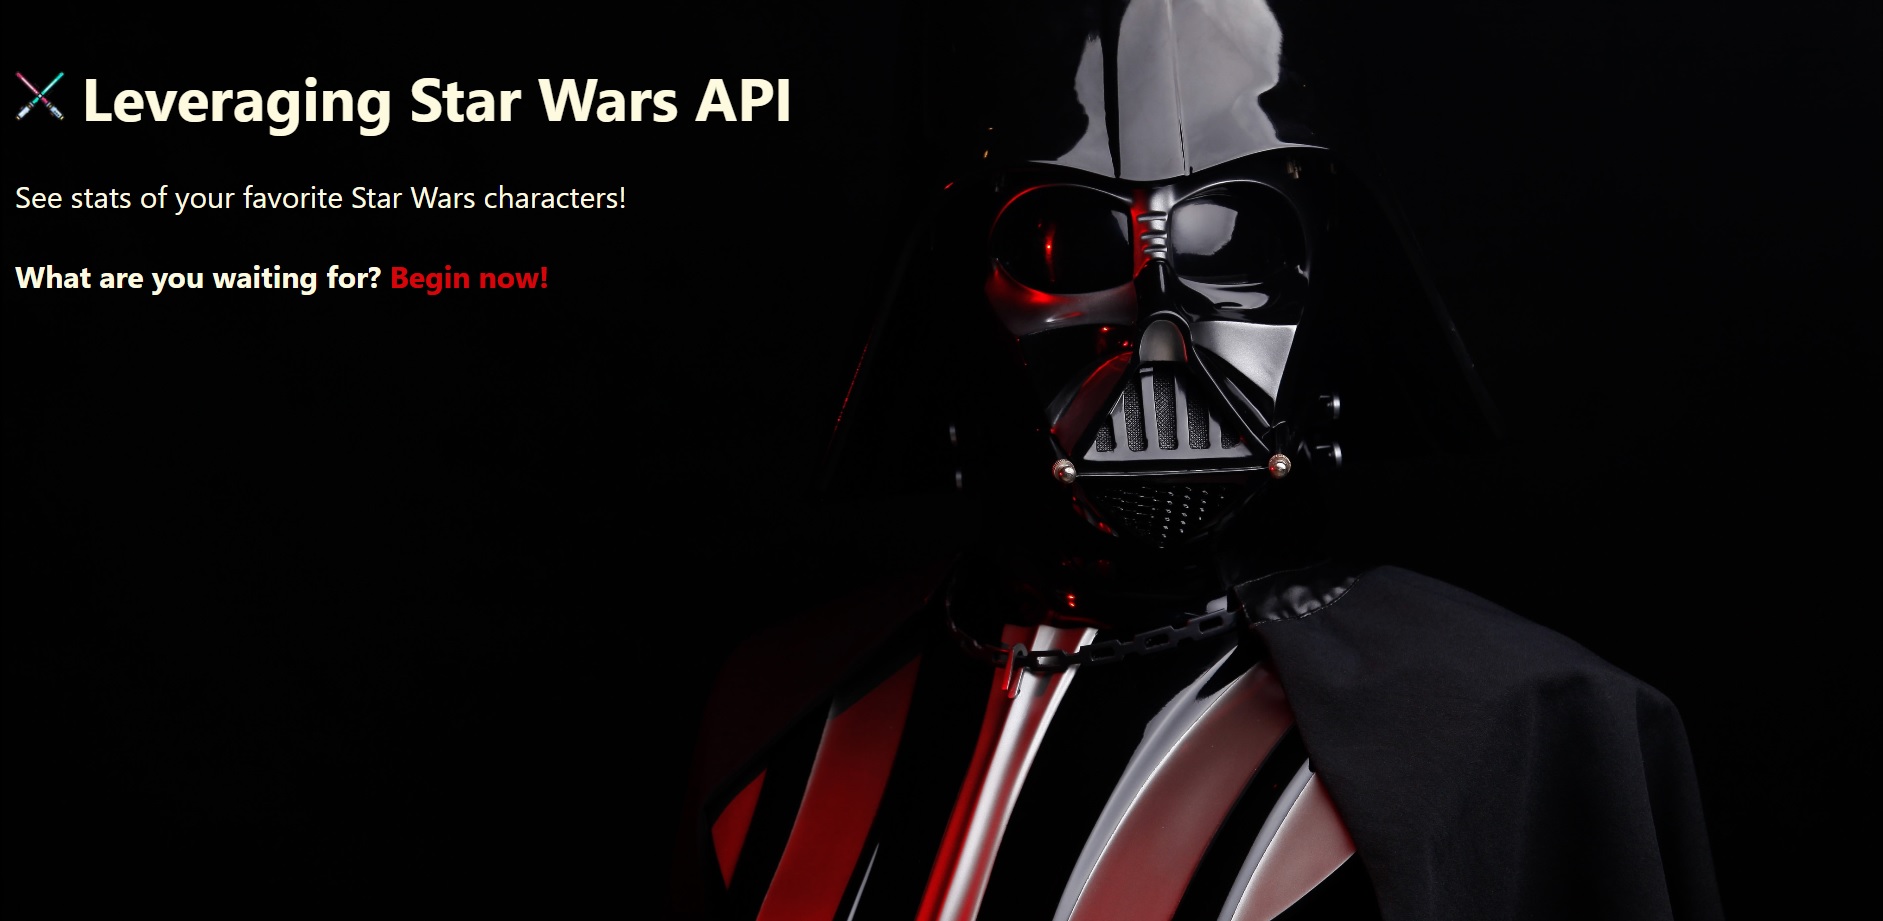 Leveraging Star Wars API
See stats of your favorite Star Wars characters!
What are you waiting for? Begin now!